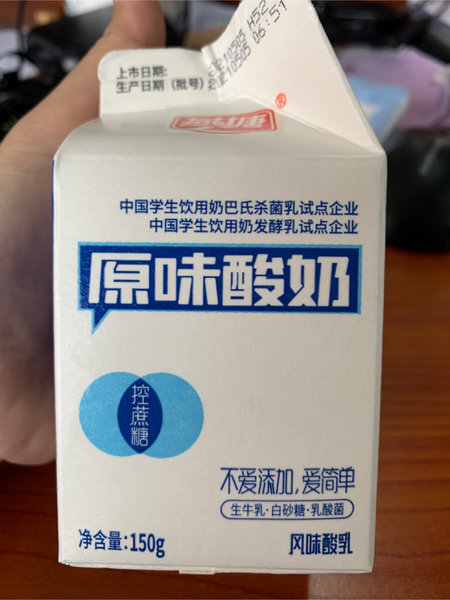 上市日期:
生产日期（批号）
中国学生饮用奶巴氏杀菌乳试点企业
中国学生饮用奶发酵乳试点企业
原味酸奶
控蔗糖
不爱添加,爱简单
生牛乳·白砂糖·乳酸菌
净含量:150g
风味酸乳